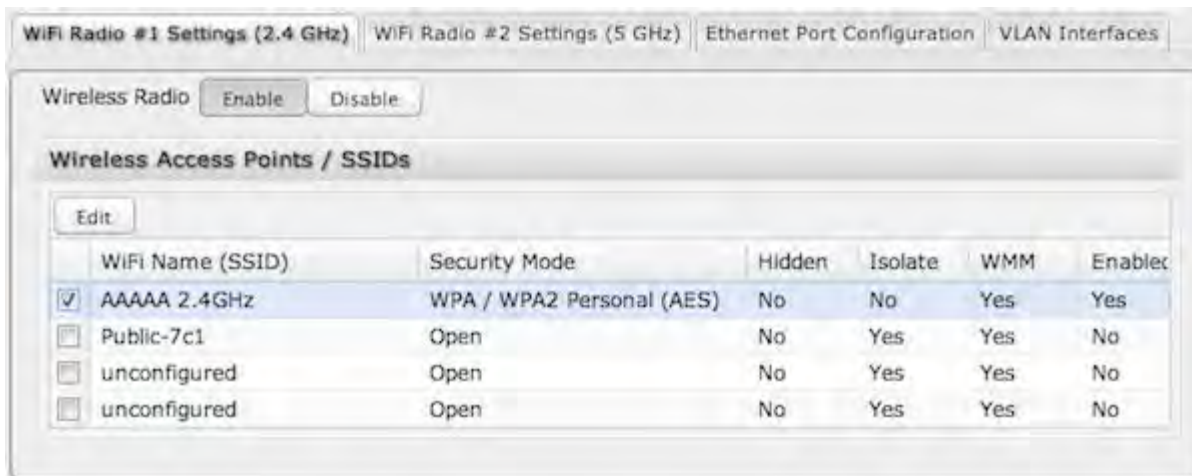 WiFi Radio #1 Settings (2.4 GHz) WiFi Radio #2 Settings (5 GHz) Ethernet Port Configuration VLAN Interfaces
Wireless Radio Enable Disable
Wireless Access Points / SSIDs
Edit
WiFi Name (SSID) Security Mode Hidden Isolate WMM Enabled
AAAAA 2.4GHz WPA / WPA2 Personal (AES) No No Yes Yes
Public-7c1 Open No Yes Yes No
unconfigured Open No Yes Yes No
unconfigured Open No Yes Yes No